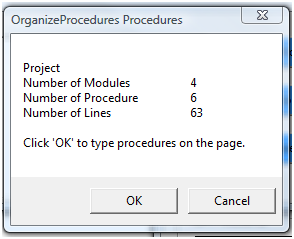 OrganizeProcedures Procedures
Project
Number of Modules 4
Number of Procedure 6
Number of Lines 63
Click 'OK' to type procedures on the page.
OK Cancel